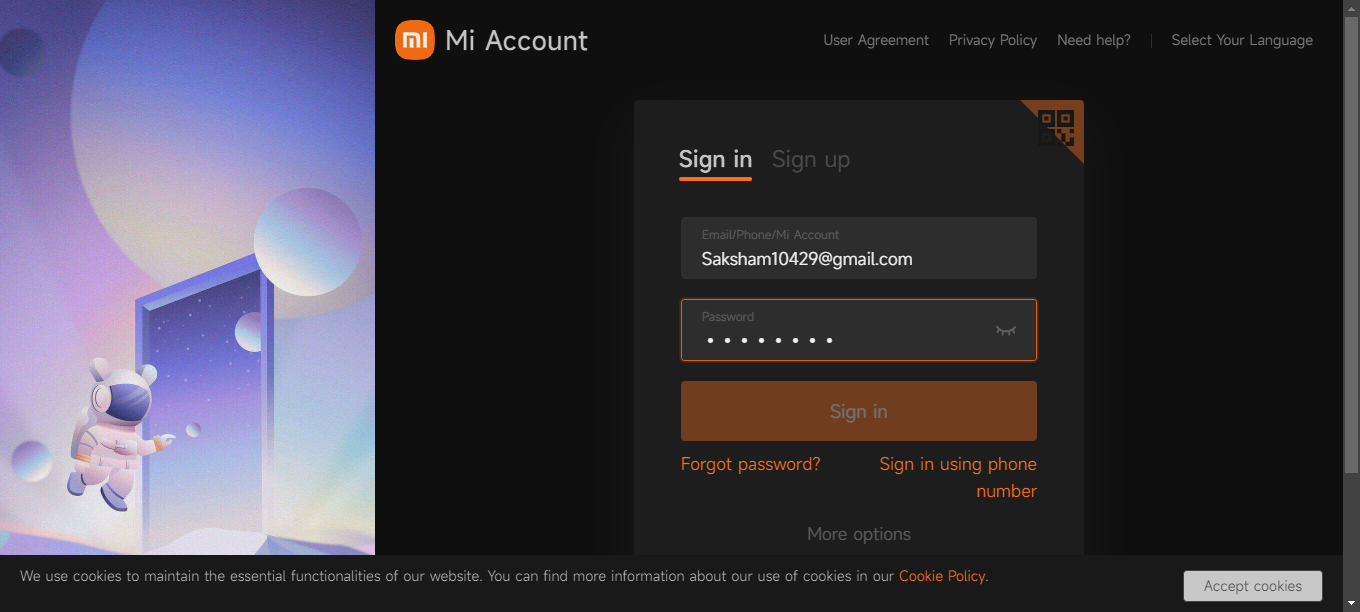 mi Mi Account
User Agreement Privacy Policy Need help? | Select Your Language
Sign in Sign up
Email/Phone/Mi Account
Saksham10429@gmail.com
Password
••••••••
Sign in
Forgot password? Sign in using phone
number
More options
We use cookies to maintain the essential functionalities of our website. You can find more information about our use of cookies in our Cookie Policy.
Accept cookies